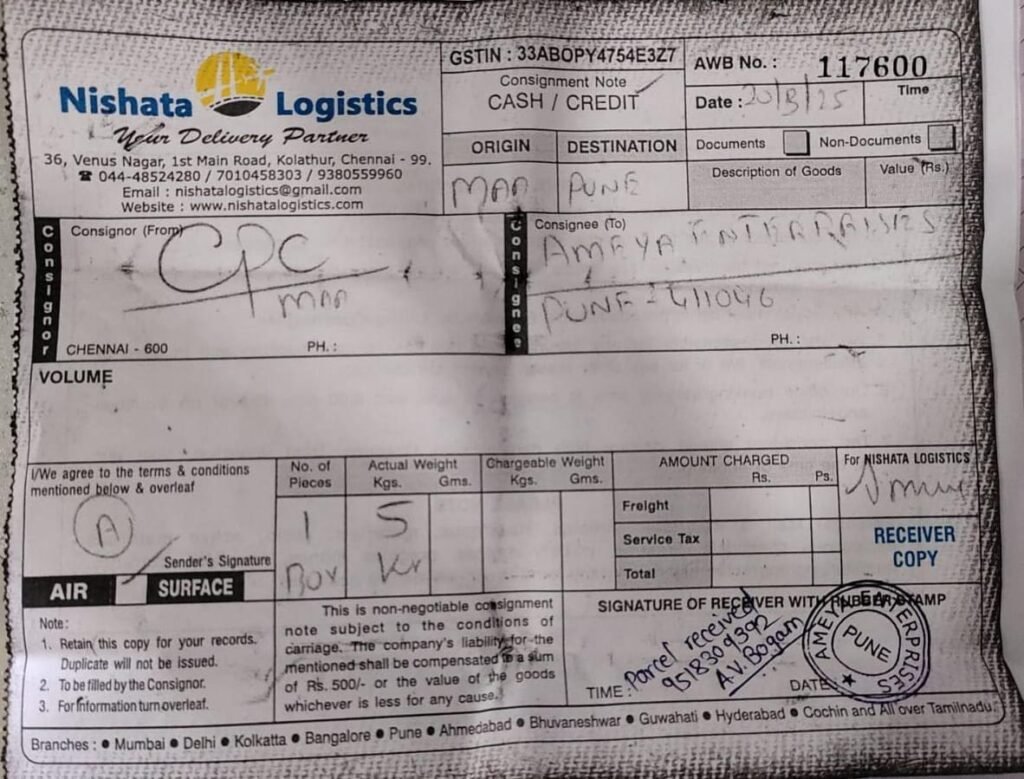 Nishata Logistics
Your Delivery Partner
36, Venus Nagar, 1st Main Road, Kolathur, Chennai - 99.
☎ 044-48524280 / 7010458303 / 9380559960
Email : nishatalogistics@gmail.com
Website : www.nishatalogistics.com
GSTIN : 33ABOPY4754E3Z7
Consignment Note
CASH / CREDIT
ORIGIN
DESTINATION
MAA
PUNE
AWB No. : 117600
Date : 20/3/25
Time
Documents
Non-Documents
Description of Goods
Value (Rs.)
Consignor
Consignor (From)
CPC
MAA
CHENNAI - 600
PH. :
Consignee
Consignee (To)
AMEYA ENTERPRISES
PUNE - 411046
PH. :
VOLUME
I/We agree to the terms & conditions
mentioned below & overleaf
A
Sender's Signature
AIR
SURFACE
No. of Pieces
Actual Weight
Kgs. Gms.
Chargeable Weight
Kgs. Gms.
1 5
Box Kr
AMOUNT CHARGED
Rs. Ps.
Freight
Service Tax
Total
For NISHATA LOGISTICS
RECEIVER
COPY
Note:
1. Retain this copy for your records.
Duplicate will not be issued.
2. To be filled by the Consignor.
3. For information turn overleaf.
This is non-negotiable consignment
note subject to the conditions of
carriage. The company's liability for the
mentioned shall be compensated to a sum
of Rs. 500/- or the value of the goods
whichever is less for any cause.
SIGNATURE OF RECEIVER WITH RUBBER STAMP
Parcel received
9518309392
A.V. Bogam
TIME :
DATE
AMEYA ENTERPRISES
PUNE
Branches : ● Mumbai ● Delhi ● Kolkatta ● Bangalore ● Pune ● Ahmedabad ● Bhuvaneshwar ● Guwahati ● Hyderabad ● Cochin and All over Tamilnadu.